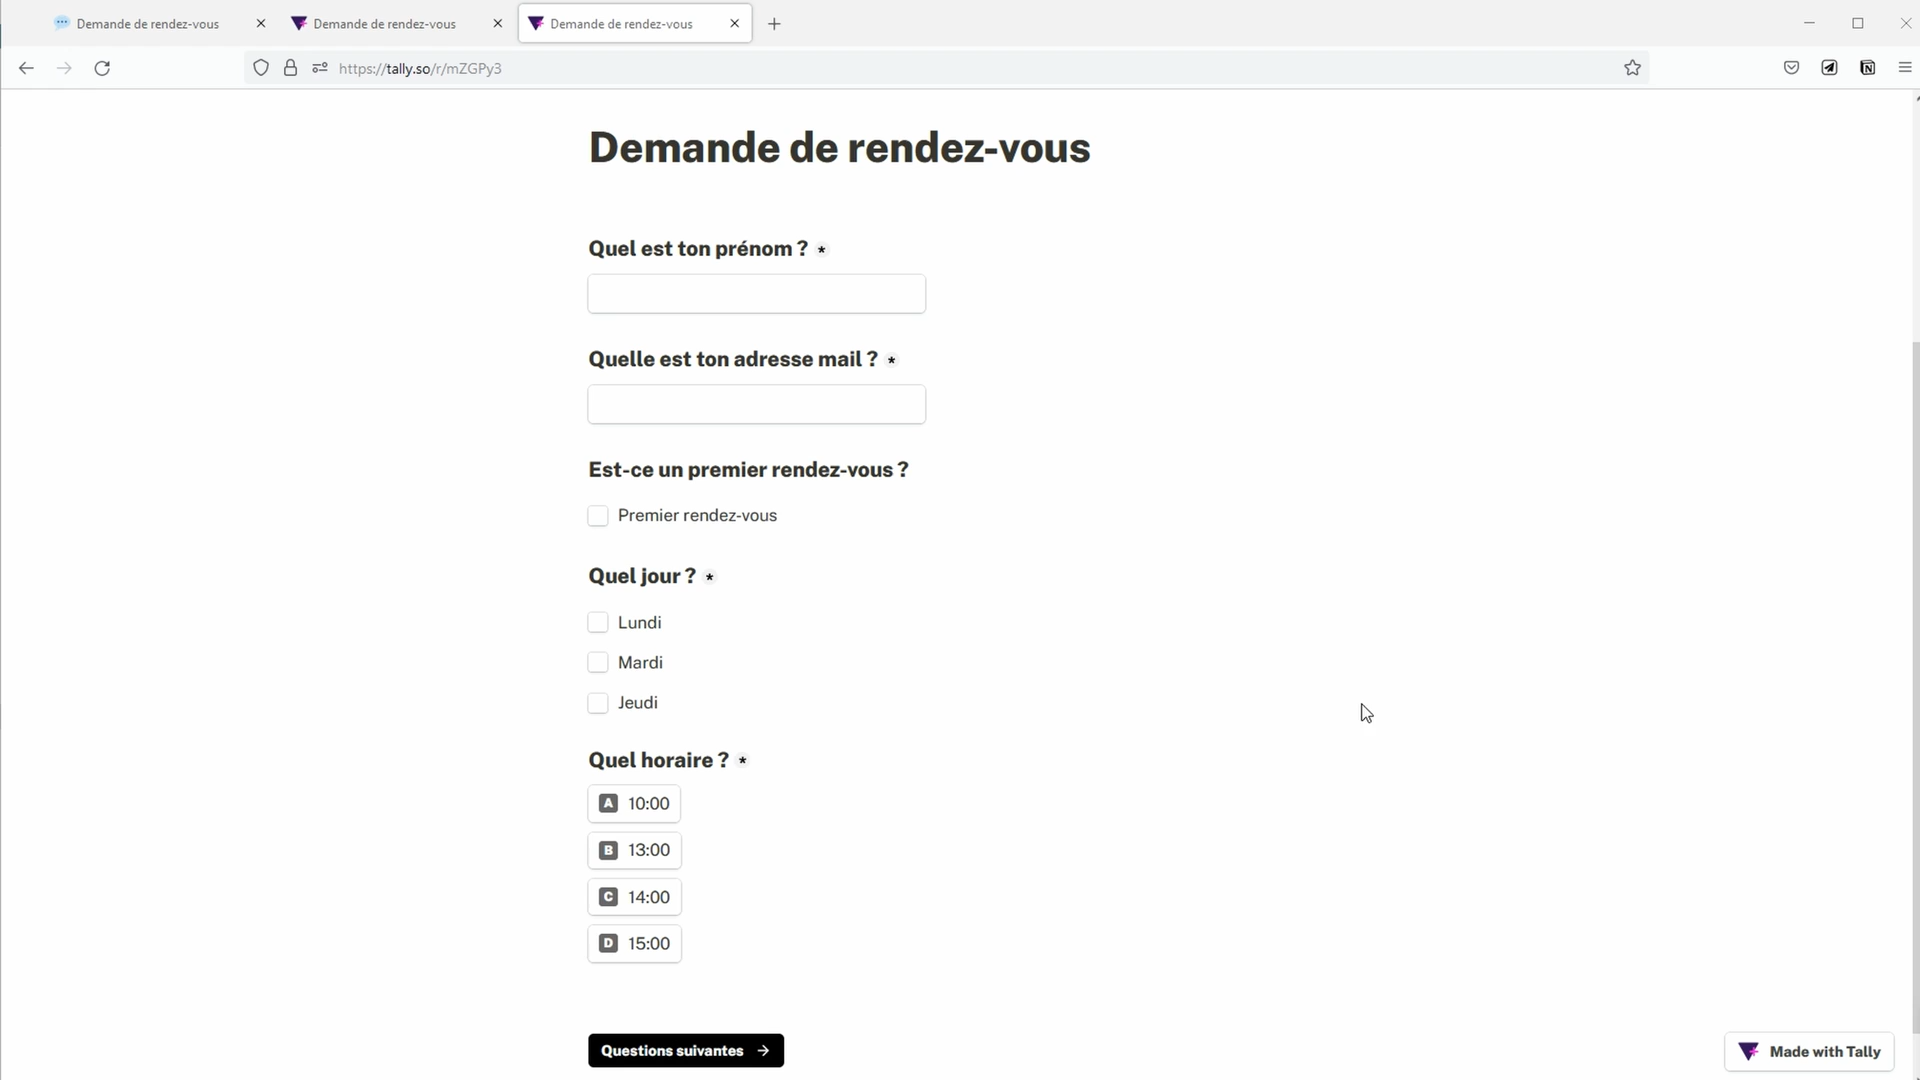 Demande de rendez-vous
Demande de rendez-vous
Demande de rendez-vous
https://tally.so/r/mZGPy3
Demande de rendez-vous
Quel est ton prénom ? *
Quelle est ton adresse mail ? *
Est-ce un premier rendez-vous ?
Premier rendez-vous
Quel jour ? *
Lundi
Mardi
Jeudi
Quel horaire ? *
A 10:00
B 13:00
C 14:00
D 15:00
Questions suivantes →
Made with Tally